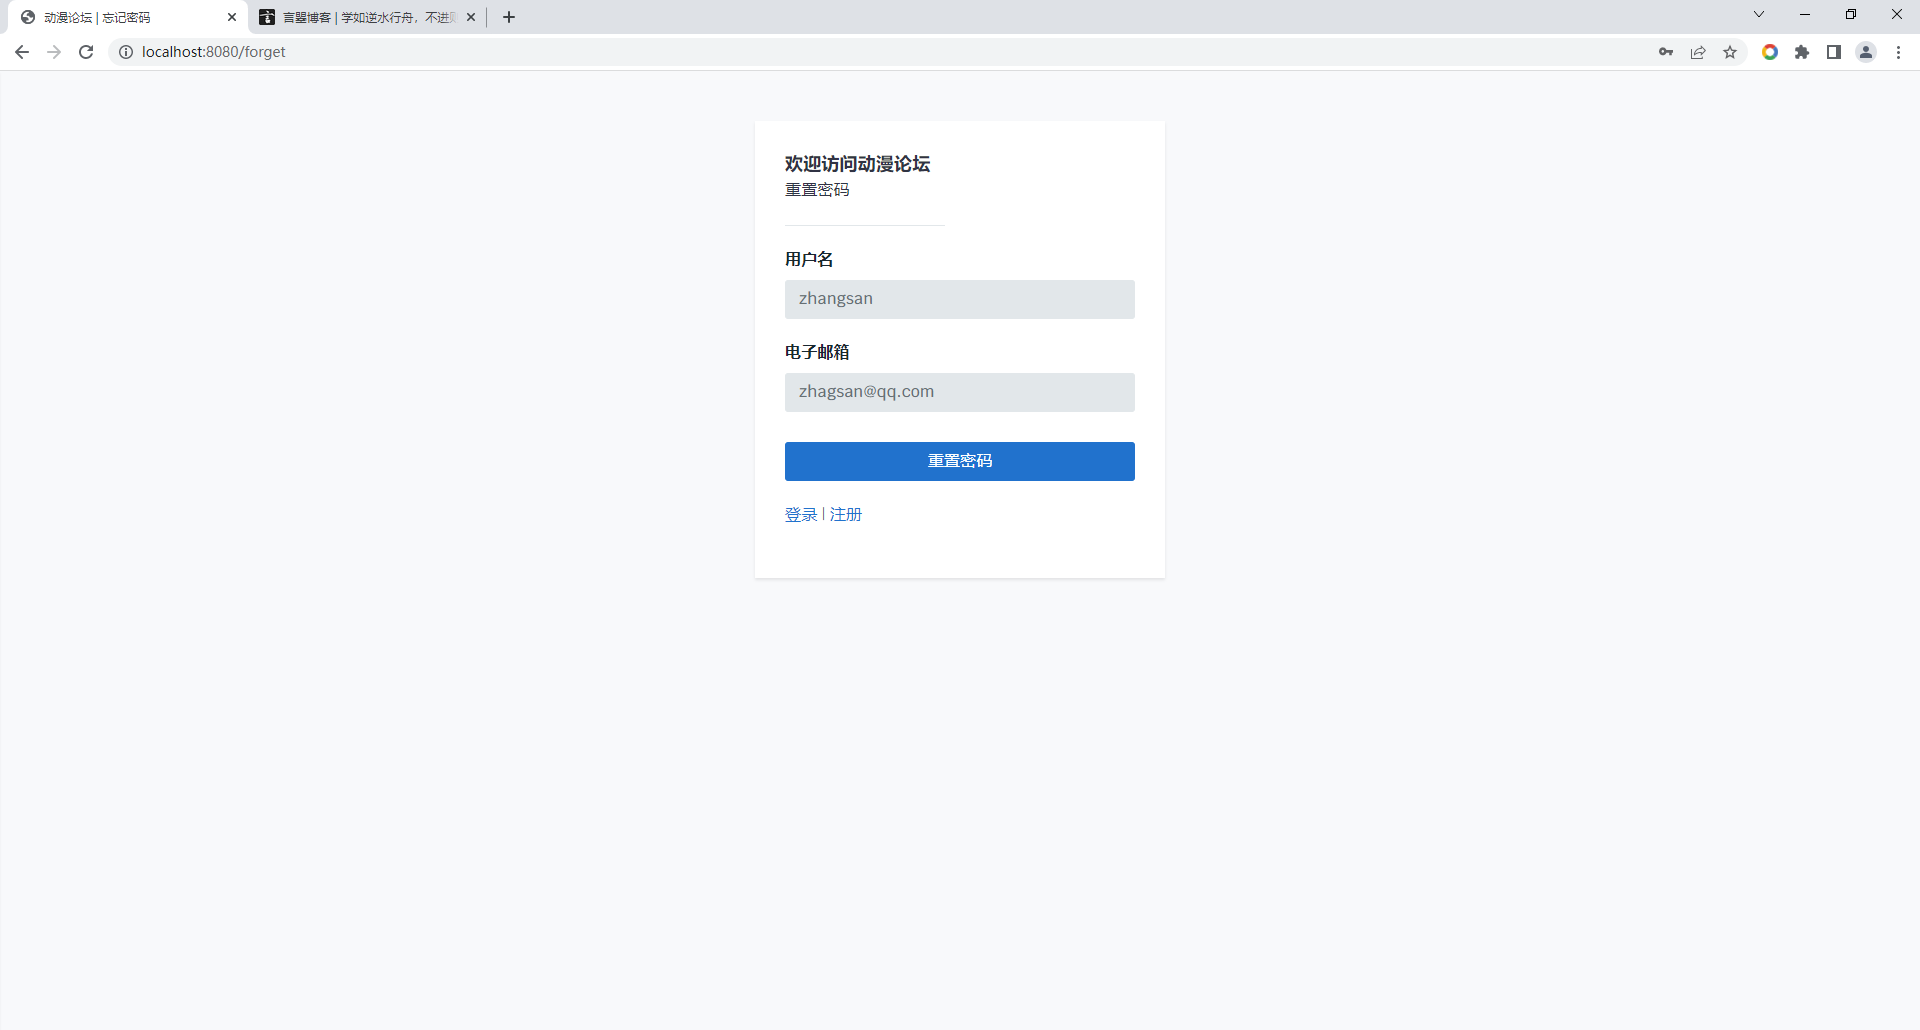 动漫论坛 | 忘记密码
言曌博客 | 学如逆水行舟，不进则
localhost:8080/forget
欢迎访问动漫论坛
重置密码
用户名
zhangsan
电子邮箱
zhagsan@qq.com
重置密码
登录 | 注册